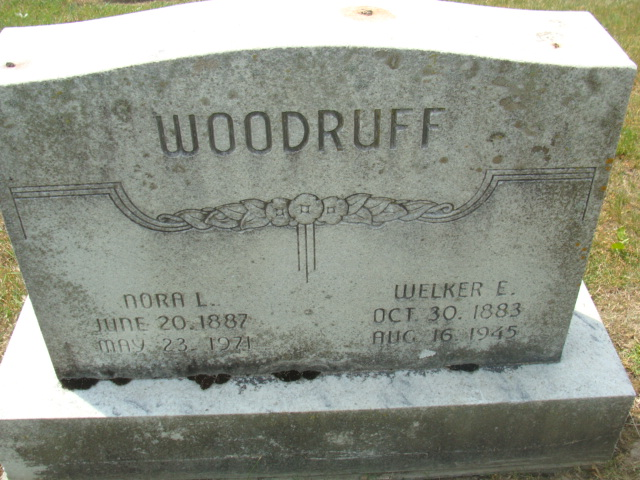 WOODRUFF
NORA L.
JUNE 20. 1887
MAY 23. 1971
WELKER E.
OCT. 30. 1883
AUG. 16. 1945